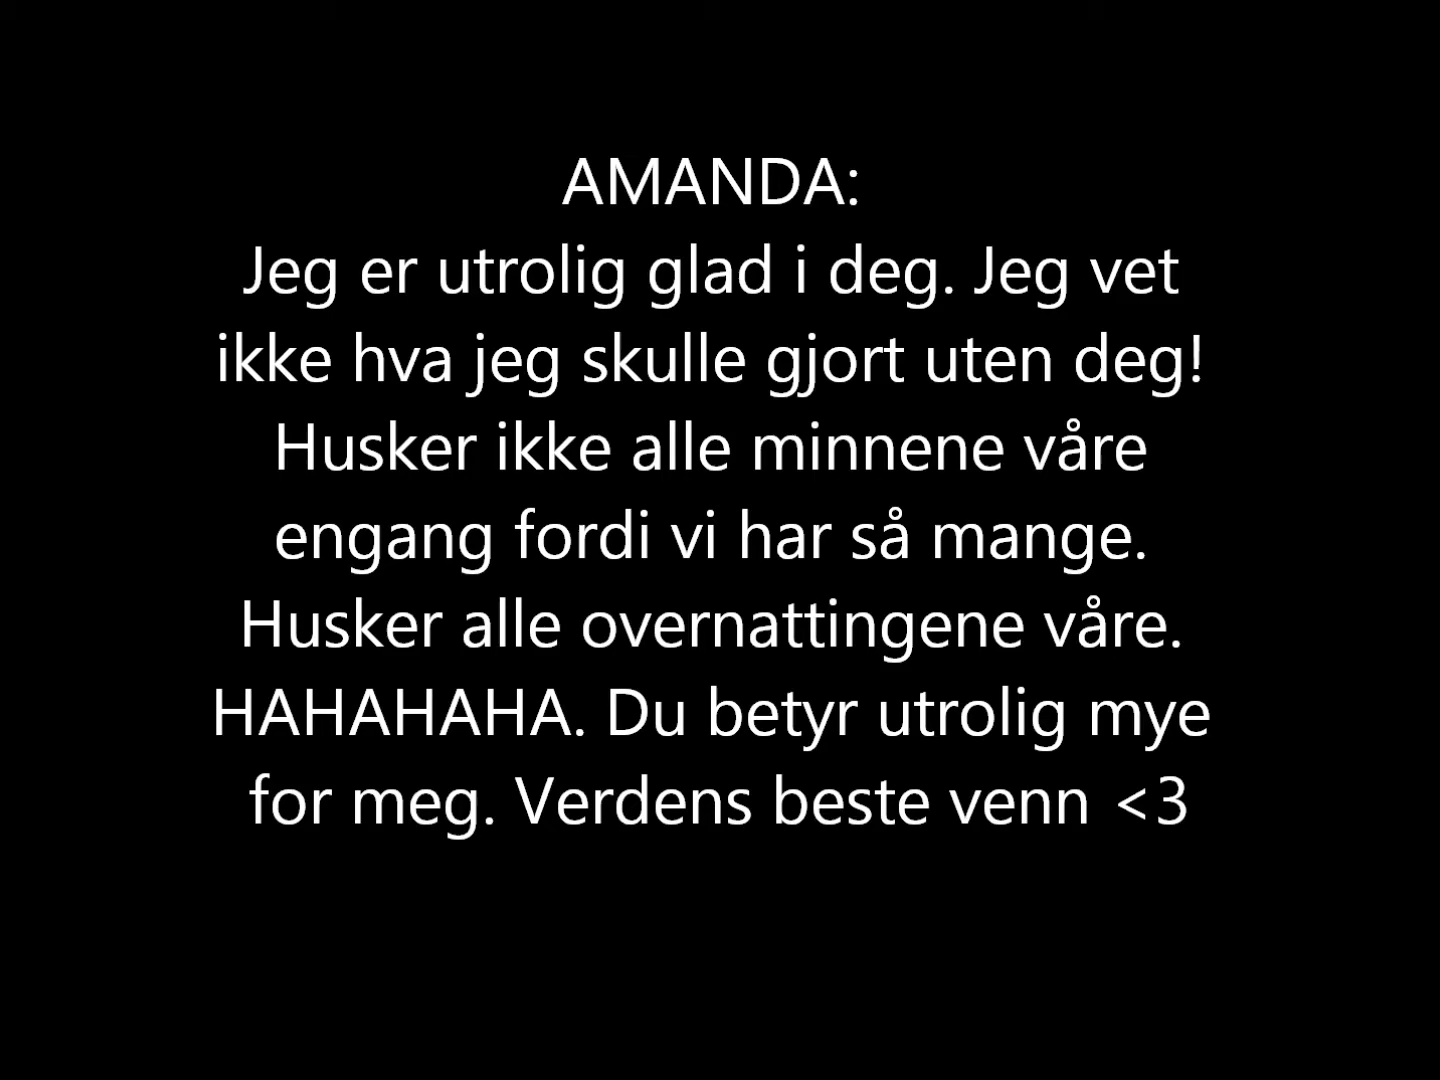 AMANDA:
Jeg er utrolig glad i deg. Jeg vet
ikke hva jeg skulle gjort uten deg!
Husker ikke alle minnene våre
engang fordi vi har så mange.
Husker alle overnattingene våre.
HAHAHAHA. Du betyr utrolig mye
for meg. Verdens beste venn <3